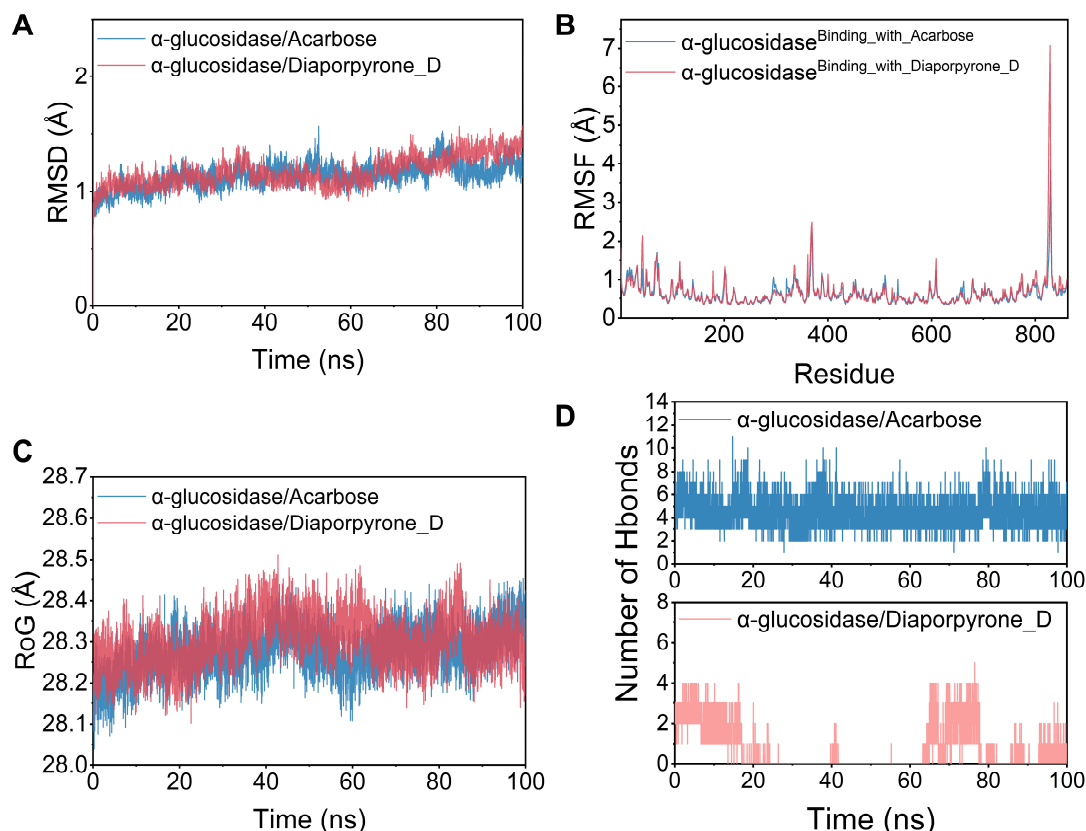 A
α-glucosidase/Acarbose
α-glucosidase/Diaporpyrone_D
2
1
0
RMSD (Å)
0 20 40 60 80 100
Time (ns)
B
α-glucosidaseBinding_with_Acarbose
α-glucosidaseBinding_with_Diaporpyrone_D
7
6
5
4
3
2
1
0
RMSF (Å)
200 400 600 800
Residue
C
α-glucosidase/Acarbose
α-glucosidase/Diaporpyrone_D
28.7
28.6
28.5
28.4
28.3
28.2
28.1
28.0
RoG (Å)
0 20 40 60 80 100
Time (ns)
D
α-glucosidase/Acarbose
14
12
10
8
6
4
2
0
0 20 40 60 80 100
Number of Hbonds
α-glucosidase/Diaporpyrone_D
8
6
4
2
0
0 20 40 60 80 100
Time (ns)